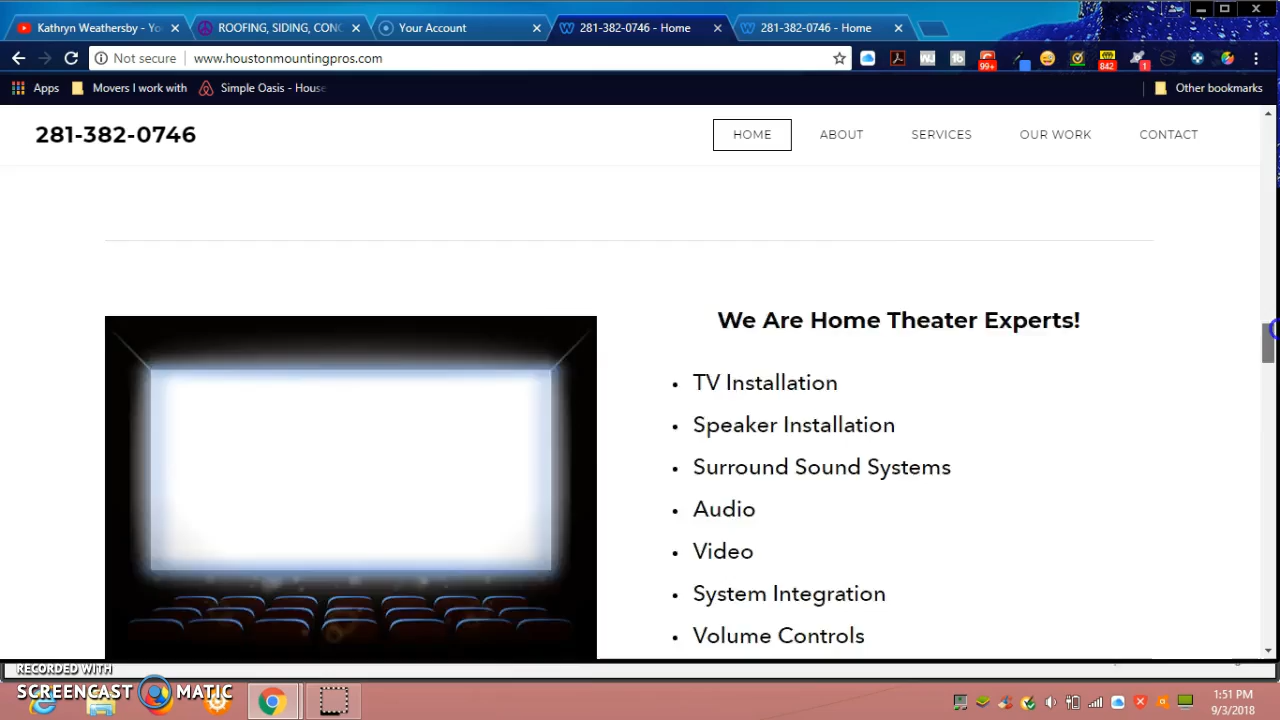 Kathryn Weathersby - Yo
ROOFING, SIDING, CONC
Your Account
281-382-0746 - Home
281-382-0746 - Home
Not secure
www.houstonmountingpros.com
99+
842
Apps
Movers I work with
Simple Oasis - Hous
Other bookmarks
281-382-0746
HOME
ABOUT
SERVICES
OUR WORK
CONTACT
We Are Home Theater Experts!
• TV Installation
• Speaker Installation
• Surround Sound Systems
• Audio
• Video
• System Integration
• Volume Controls
RECORDED WITH
SCREENCAST MATIC
1:51 PM
9/3/2018